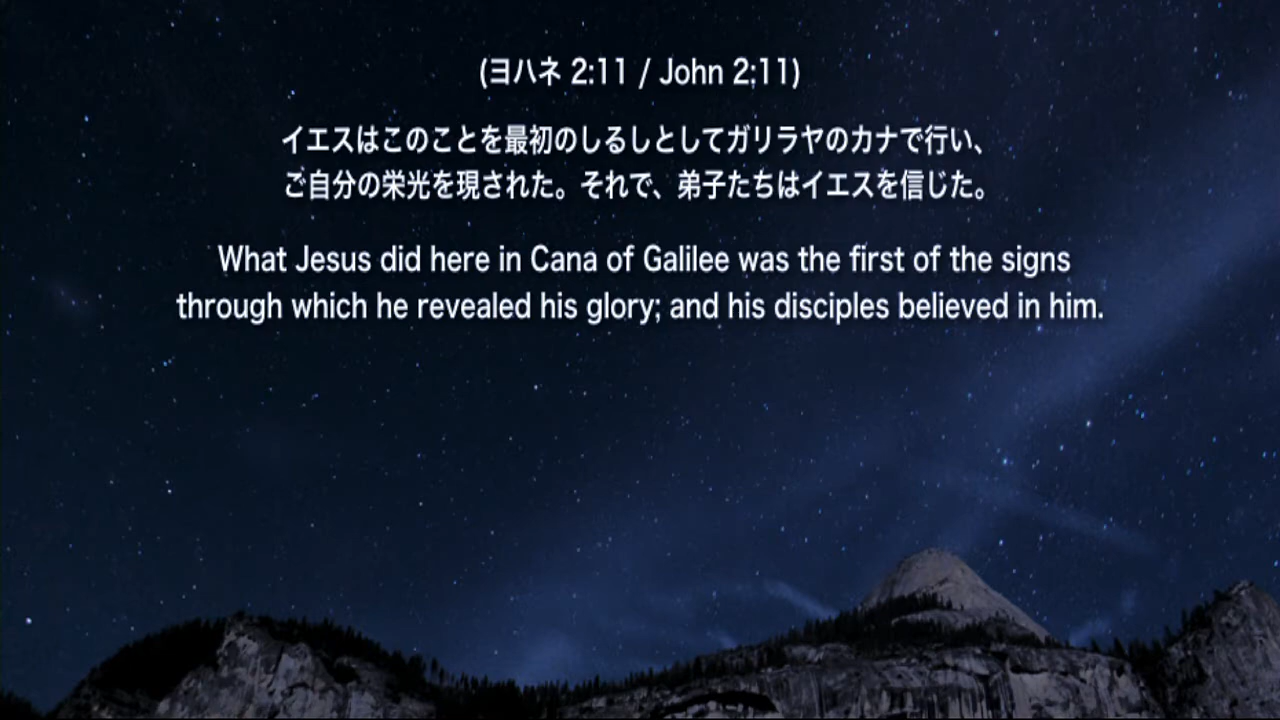 (ヨハネ 2:11 / John 2:11)
イエスはこのことを最初のしるしとしてガリラヤのカナで行い、
ご自分の栄光を現された。それで、弟子たちはイエスを信じた。
What Jesus did here in Cana of Galilee was the first of the signs
through which he revealed his glory; and his disciples believed in him.